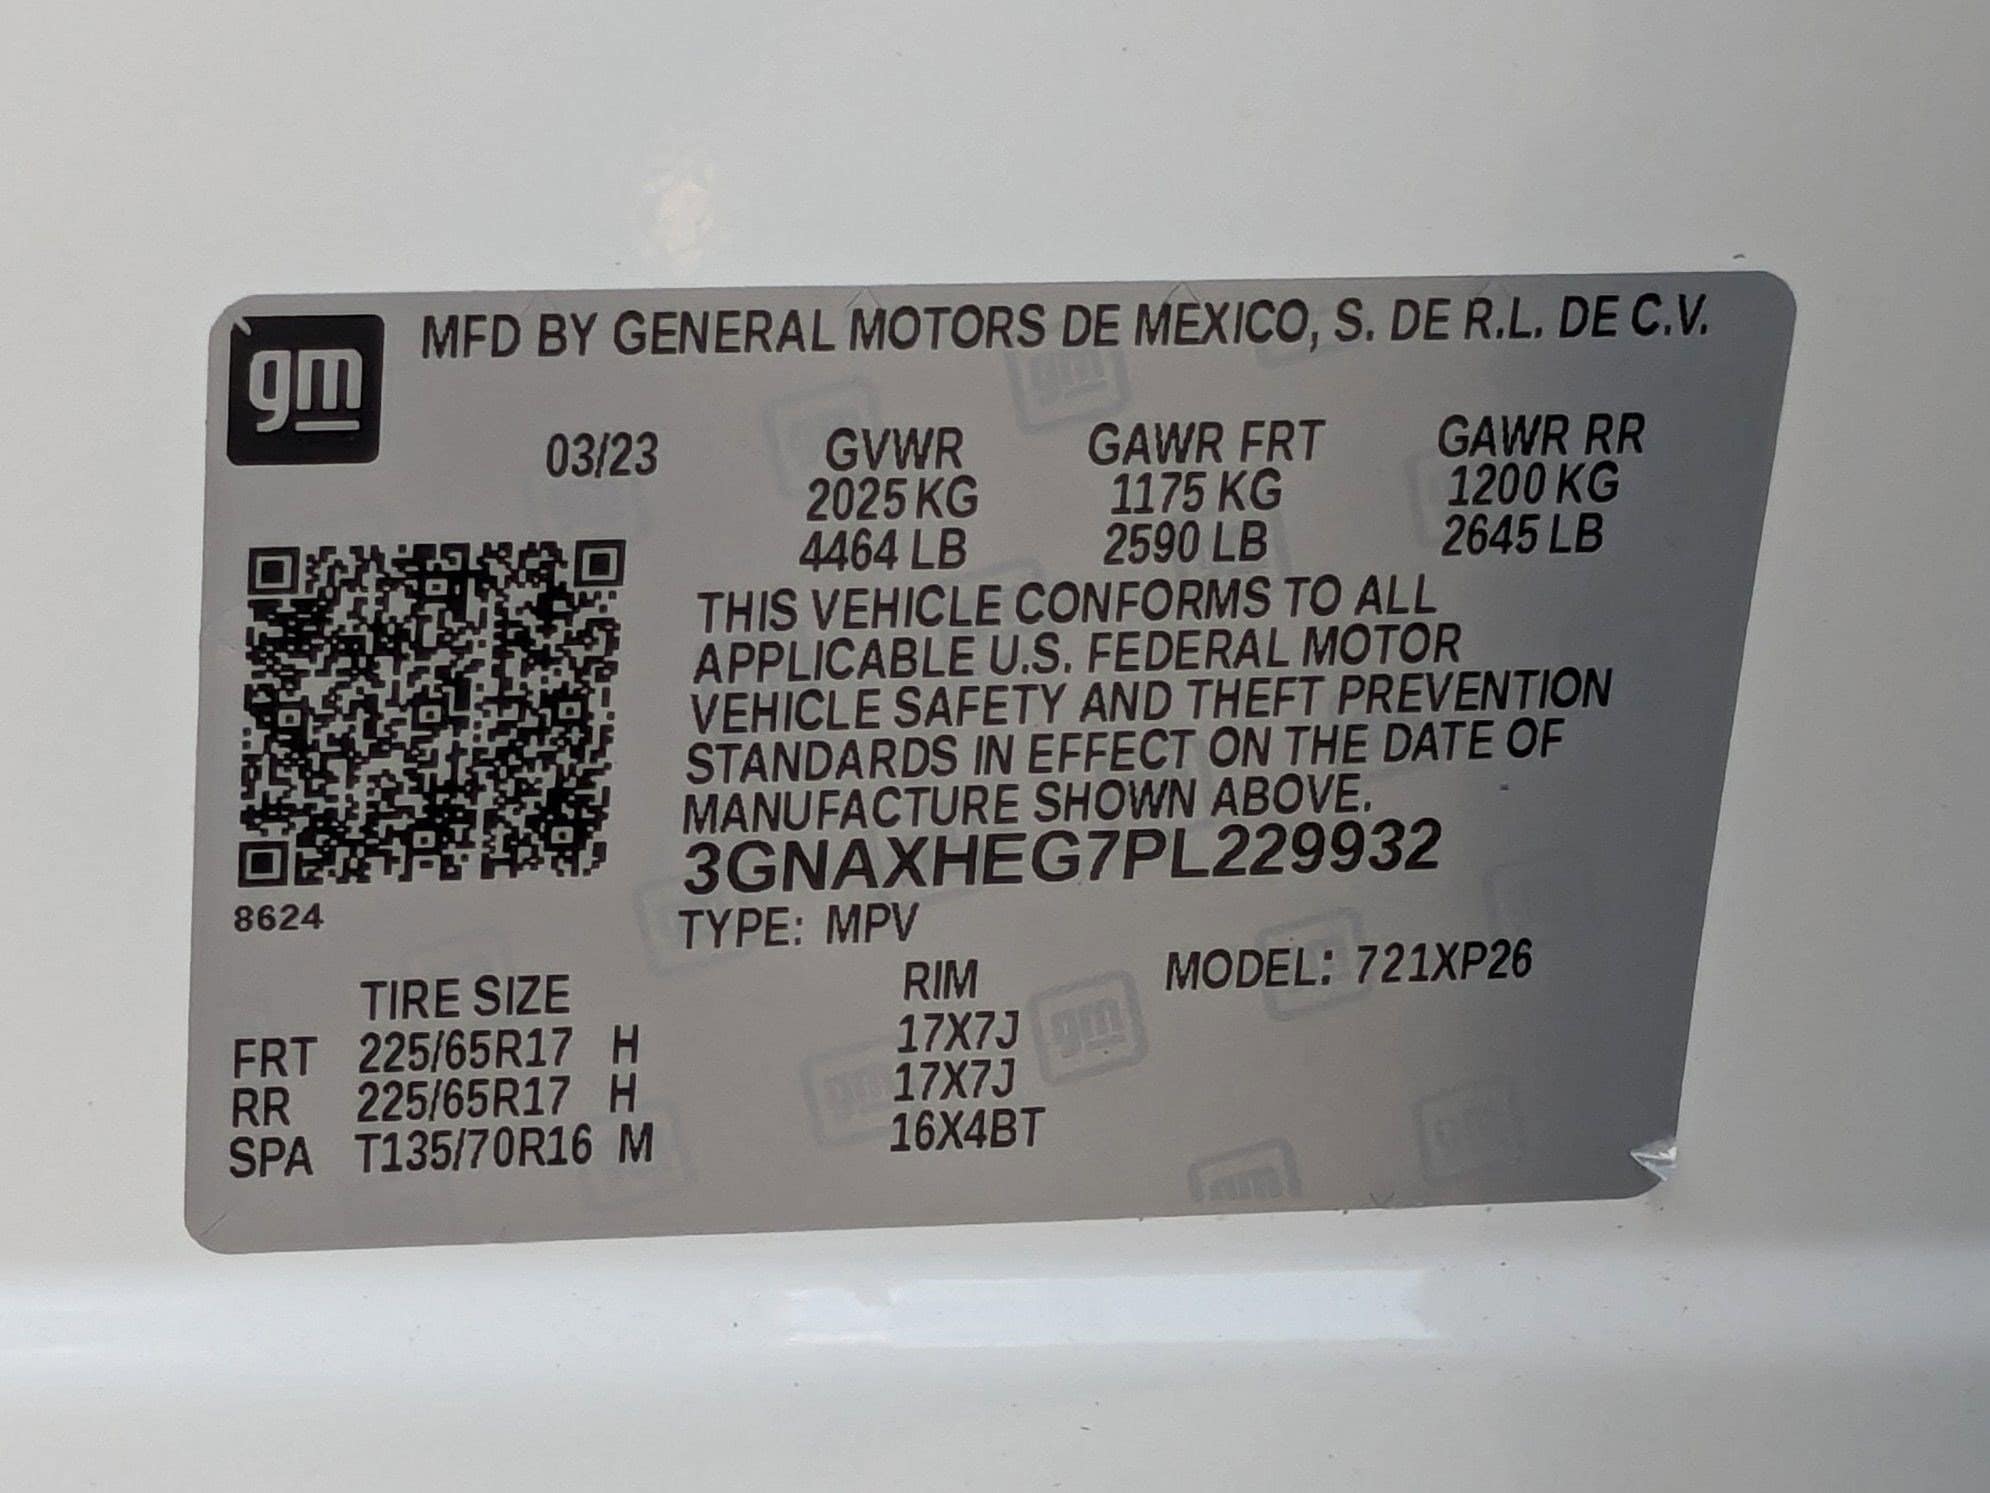 gm
MFD BY GENERAL MOTORS DE MEXICO, S. DE R.L. DE C.V.
03/23 GVWR GAWR FRT GAWR RR
2025 KG 1175 KG 1200 KG
4464 LB 2590 LB 2645 LB
THIS VEHICLE CONFORMS TO ALL
APPLICABLE U.S. FEDERAL MOTOR
VEHICLE SAFETY AND THEFT PREVENTION
STANDARDS IN EFFECT ON THE DATE OF
MANUFACTURE SHOWN ABOVE.
3GNAXHEG7PL229932
8624
TYPE: MPV
MODEL: 721XP26
TIRE SIZE RIM
FRT 225/65R17 H 17X7J
RR 225/65R17 H 17X7J
SPA T135/70R16 M 16X4BT